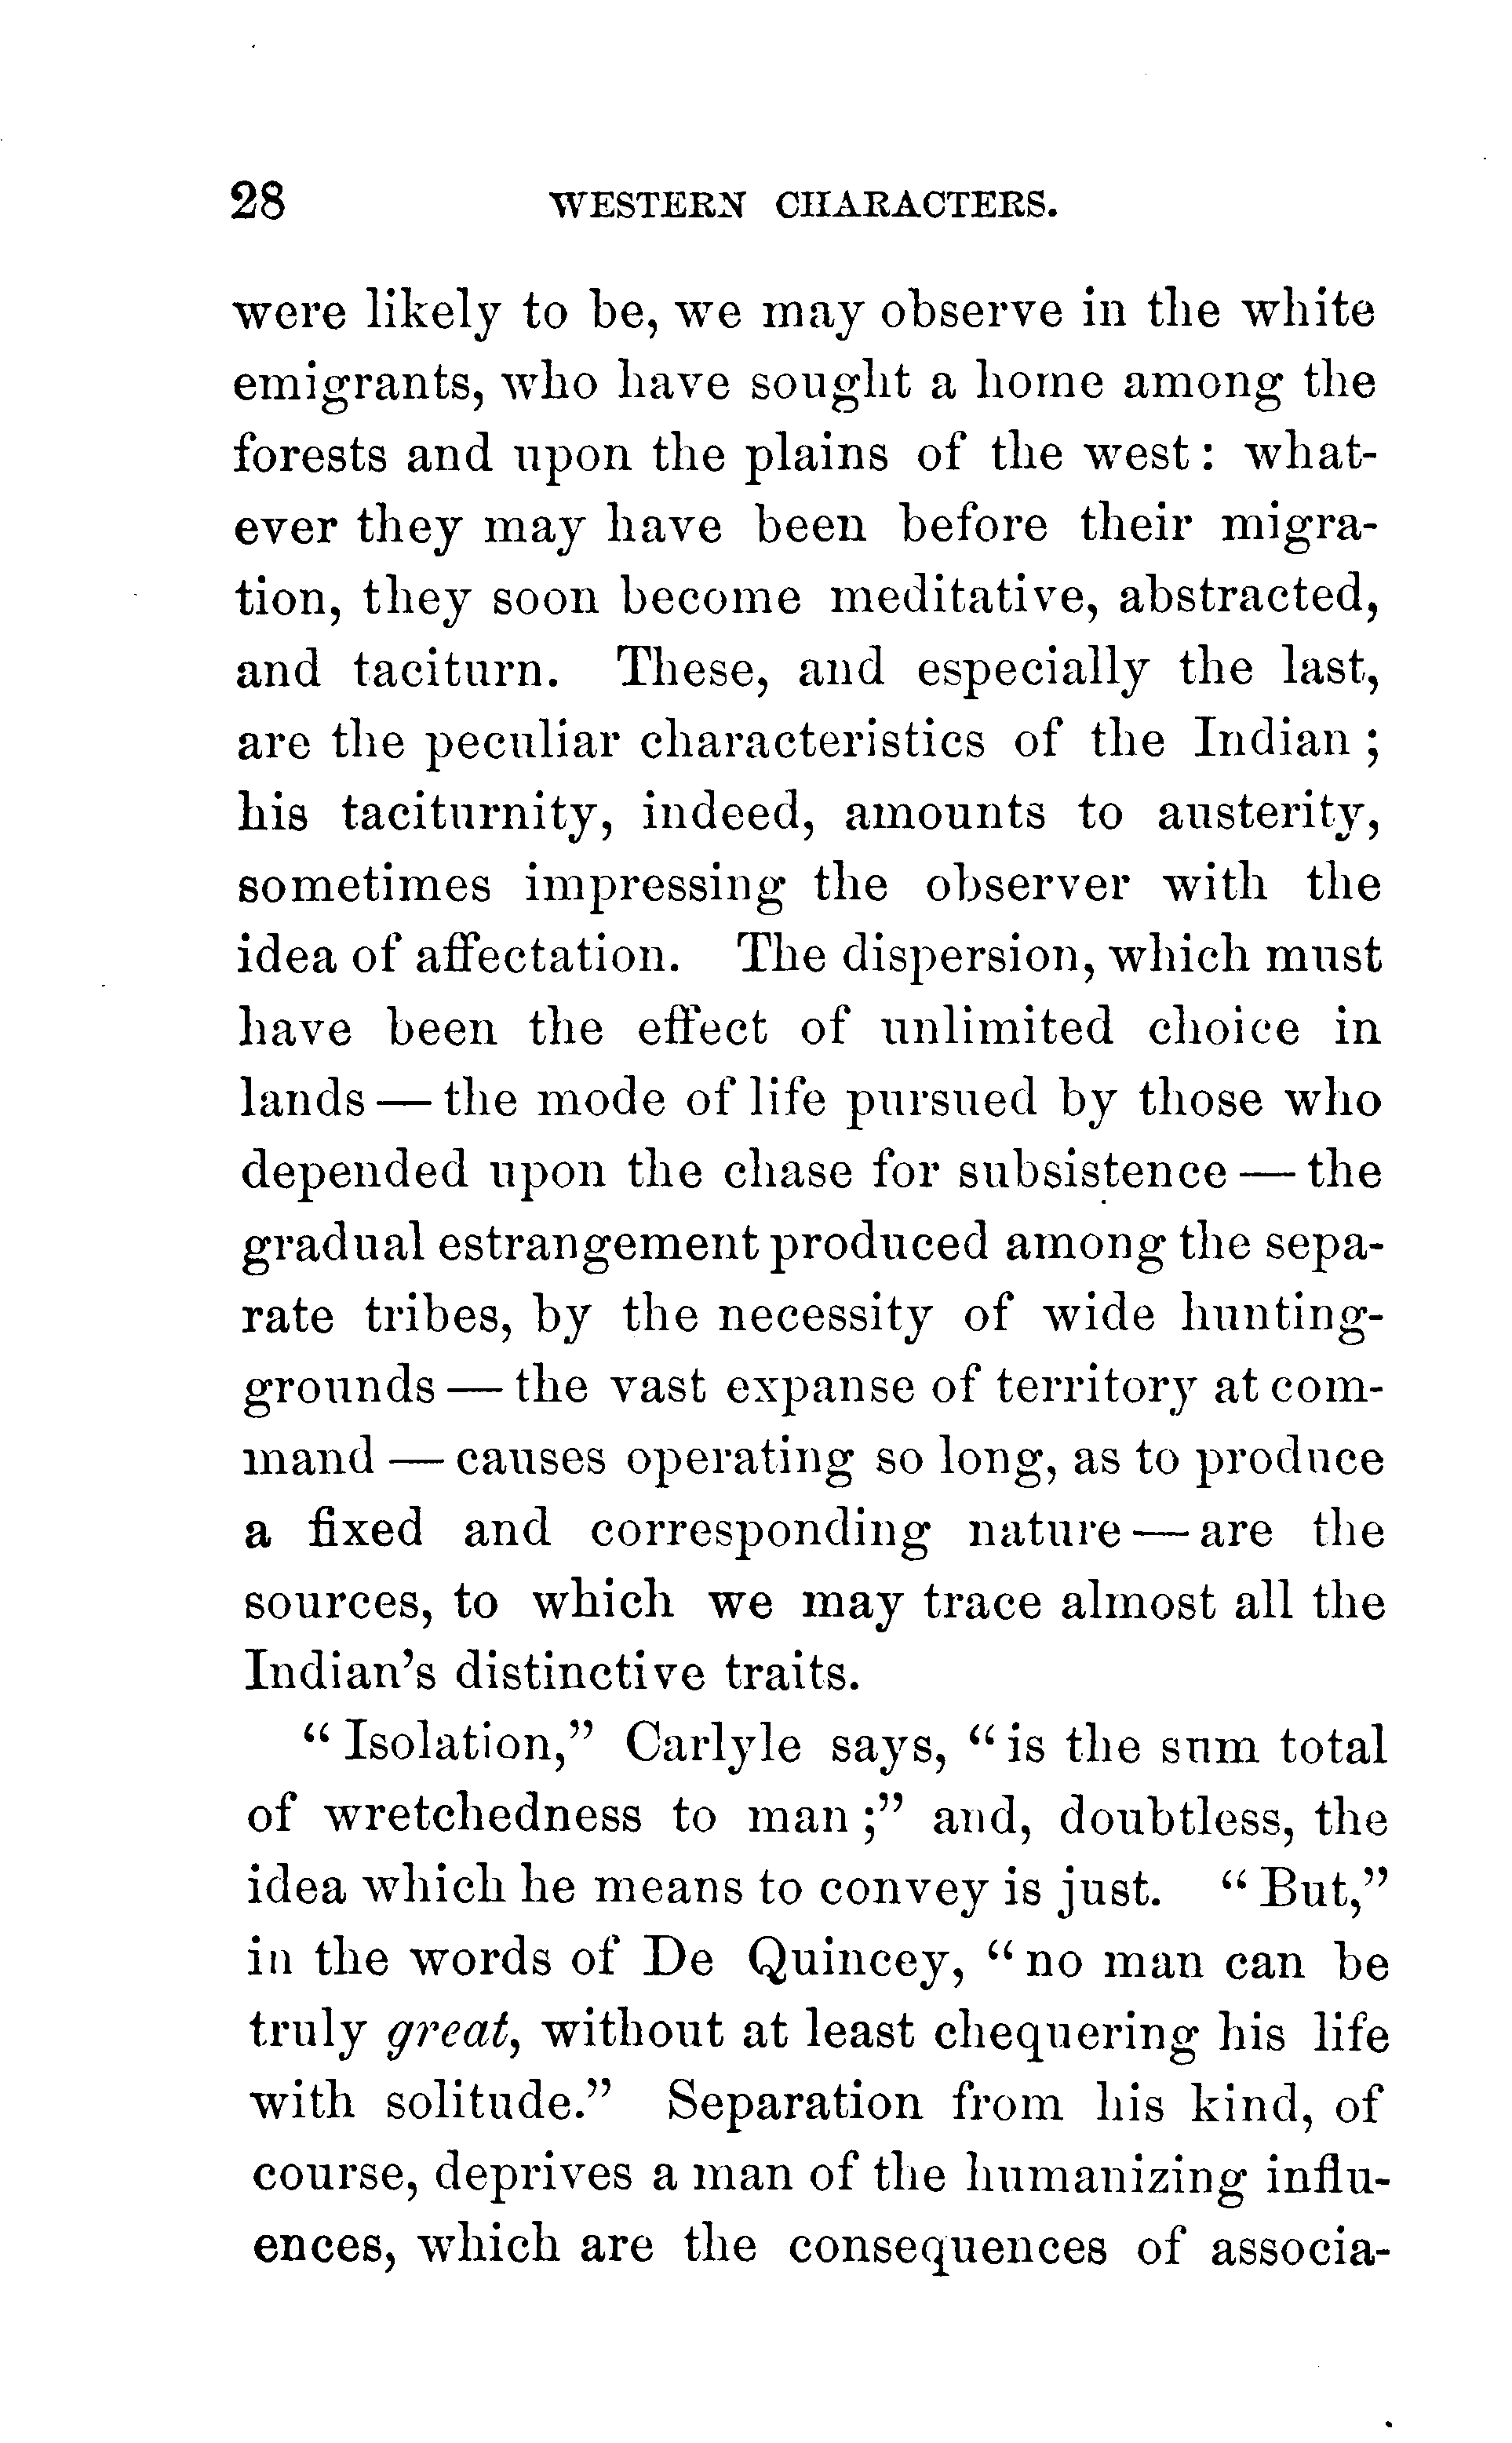 28 WESTERN CHARACTERS.
were likely to be, we may observe in the white
emigrants, who have sought a home among the
forests and upon the plains of the west: what-
ever they may have been before their migra-
tion, they soon become meditative, abstracted,
and taciturn. These, and especially the last,
are the peculiar characteristics of the Indian;
his taciturnity, indeed, amounts to austerity,
sometimes impressing the observer with the
idea of affectation. The dispersion, which must
have been the effect of unlimited choice in
lands — the mode of life pursued by those who
depended upon the chase for subsistence — the
gradual estrangement produced among the sepa-
rate tribes, by the necessity of wide hunting-
grounds — the vast expanse of territory at com-
mand — causes operating so long, as to produce
a fixed and corresponding nature — are the
sources, to which we may trace almost all the
Indian's distinctive traits.
"Isolation," Carlyle says, "is the sum total
of wretchedness to man;" and, doubtless, the
idea which he means to convey is just. "But,"
in the words of De Quincey, "no man can be
truly great, without at least chequering his life
with solitude." Separation from his kind, of
course, deprives a man of the humanizing influ-
ences, which are the consequences of associa-